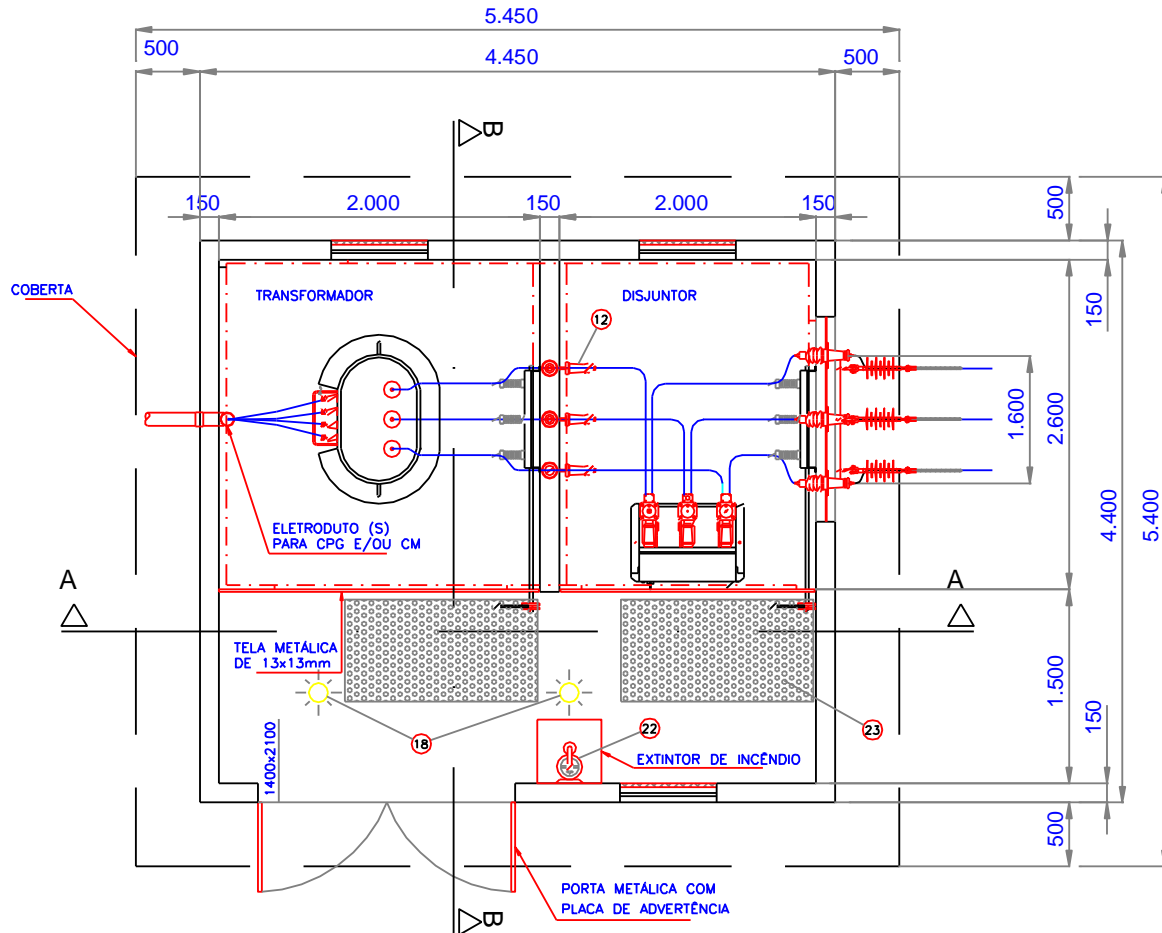 5.450
500
4.450
500
B
150
2.000
150
2.000
150
500
150
COBERTA
TRANSFORMADOR
DISJUNTOR
12
1.600
2.600
4.400
5.400
ELETRODUTO (S)
PARA CPG E/OU CM
A
A
TELA METÁLICA
DE 13x13mm
1.500
150
18
22
23
1400x2100
EXTINTOR DE INCÊNDIO
500
PORTA METÁLICA COM
PLACA DE ADVERTÊNCIA
B